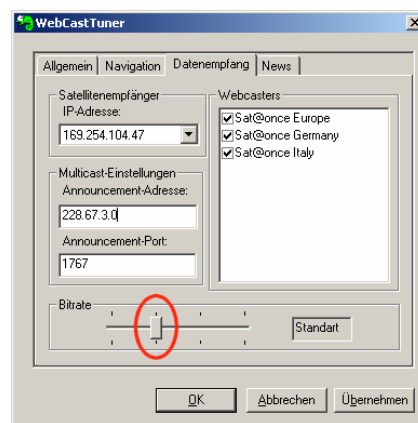 WebCastTuner
Allgemein Navigation Datenempfang News
Satellitenempfänger
IP-Adresse:
169.254.104.47
Multicast-Einstellungen
Announcement-Adresse:
228.67.3.0
Announcement-Port:
1767
Webcasters
Sat@once Europe
Sat@once Germany
Sat@once Italy
Bitrate
Standart
OK Abbrechen Übernehmen